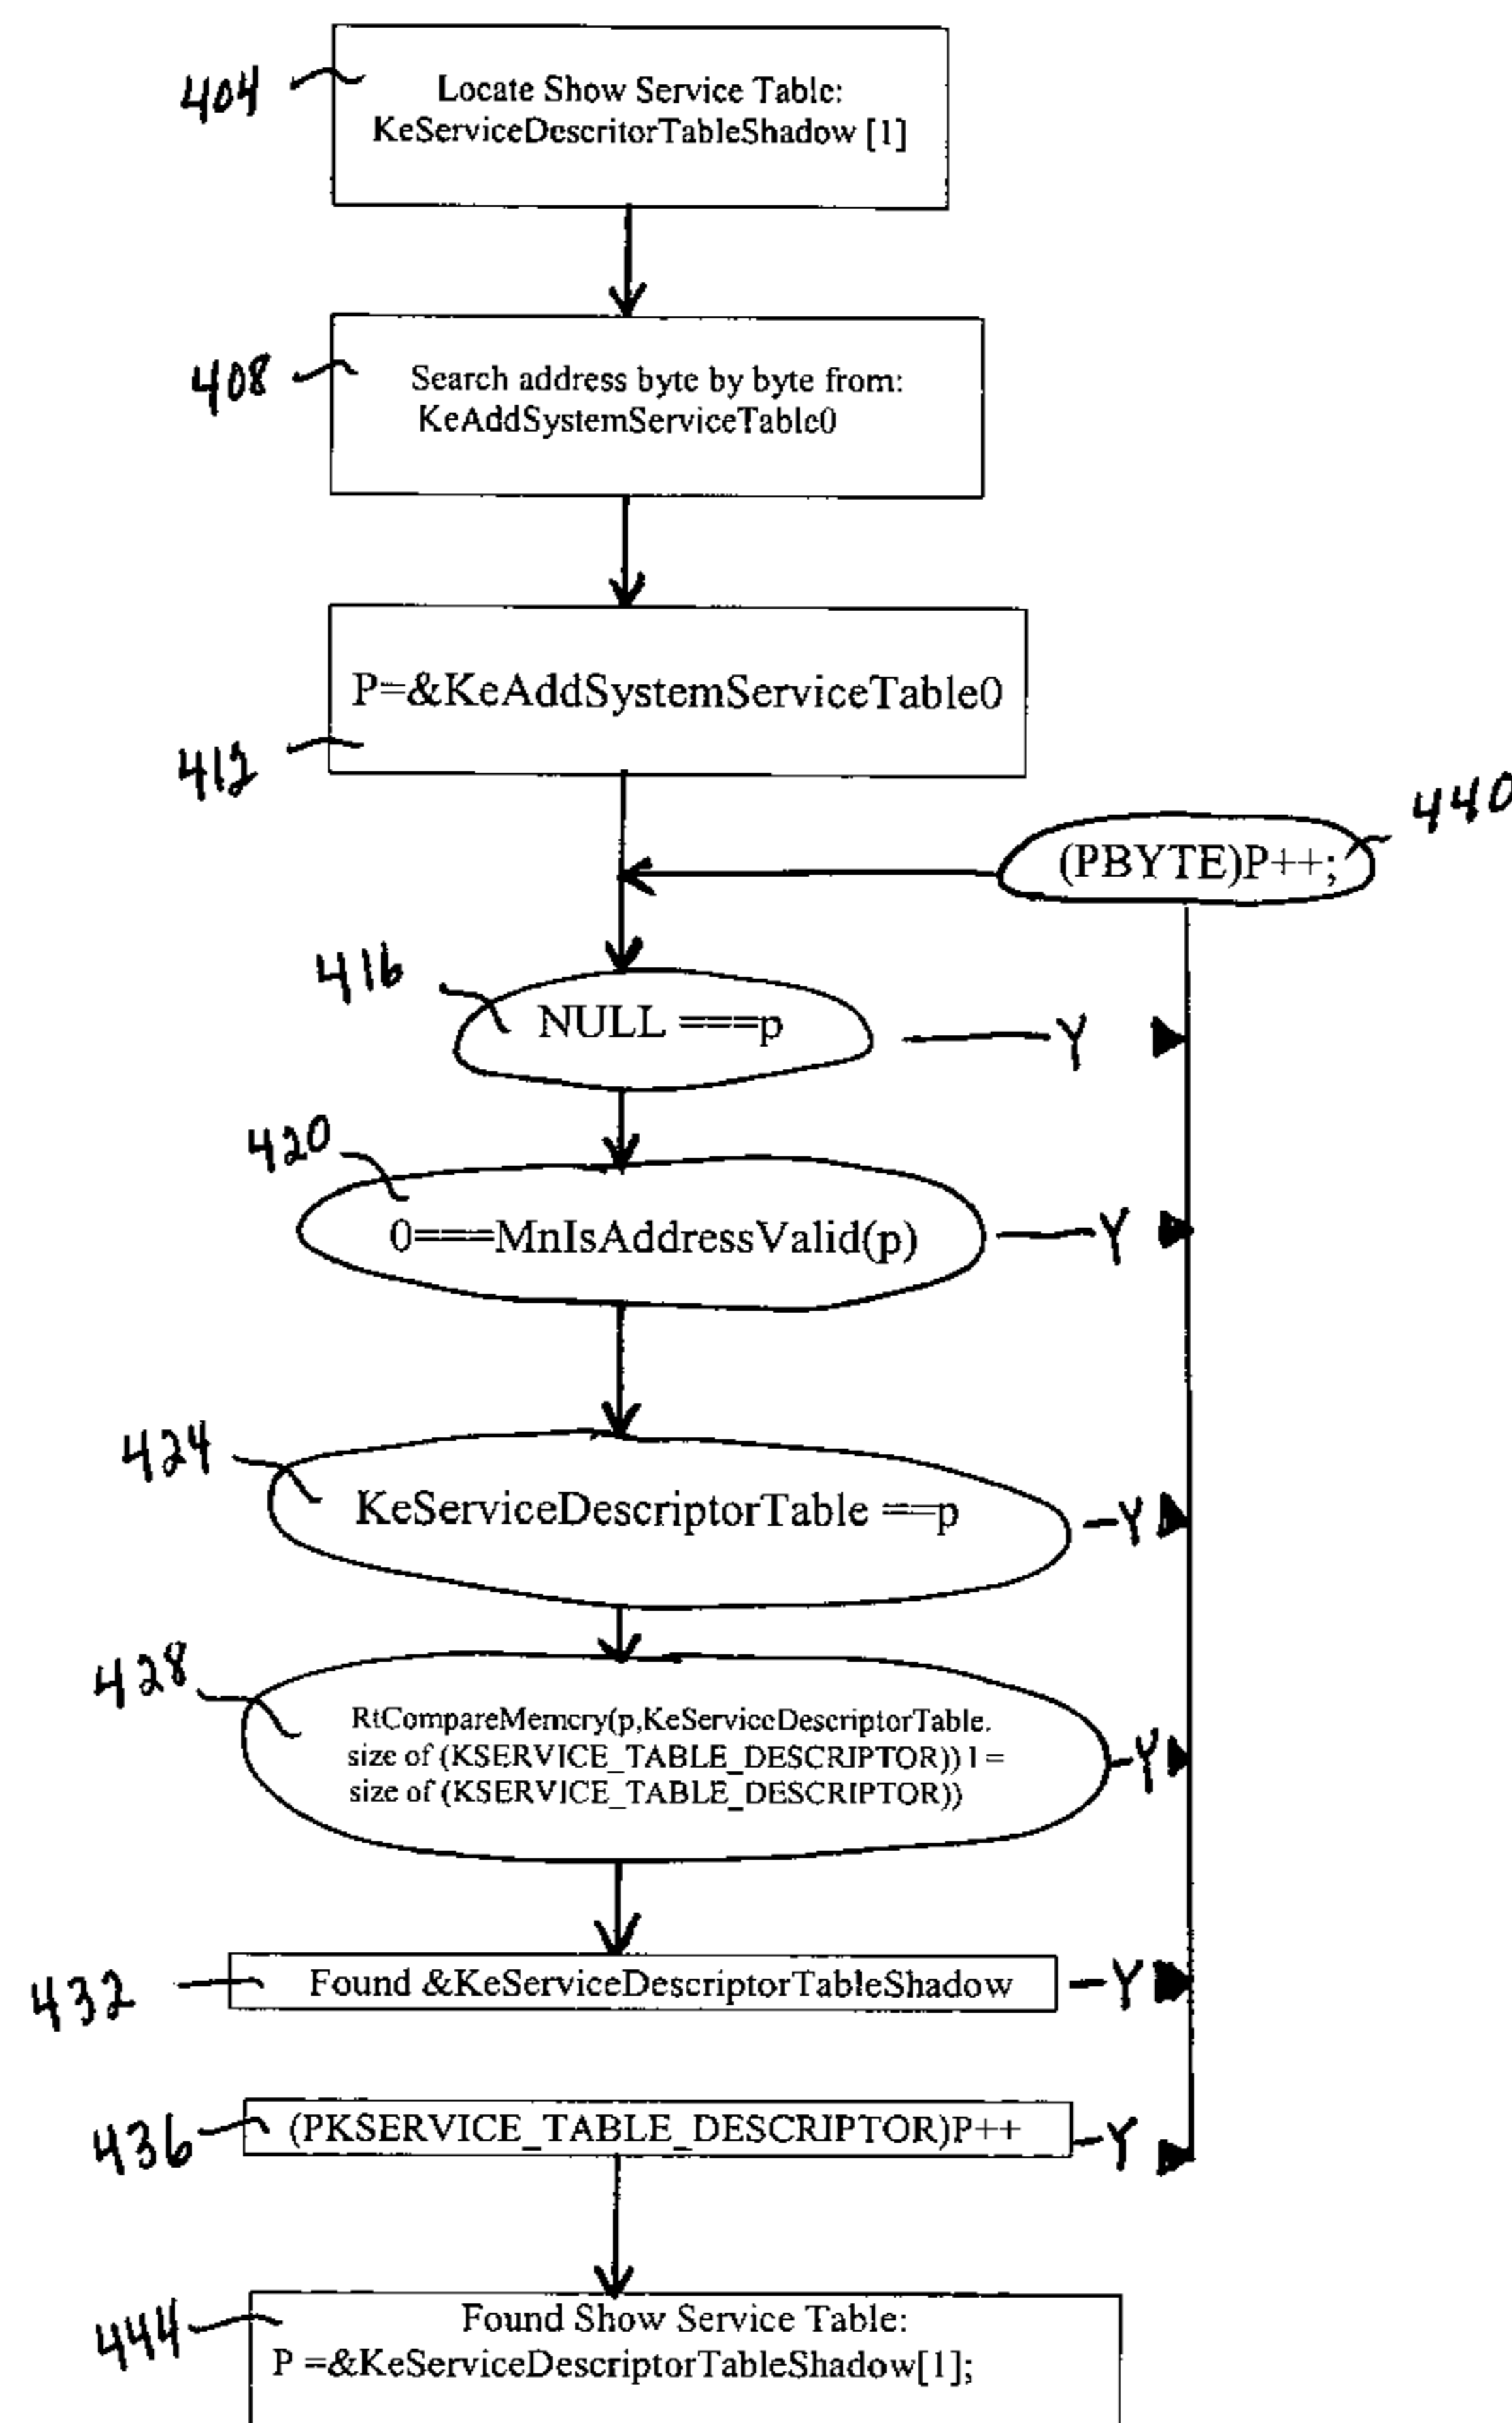 404
Locate Show Service Table:
KeServiceDescritorTableShadow [1]
408
Search address byte by byte from:
KeAddSystemServiceTable0
P=&KeAddSystemServiceTable0
412
440
(PBYTE)P++;
416
NULL ===p
Y
420
0===MnIsAddressValid(p)
Y
424
KeServiceDescriptorTable ==p
Y
428
RtCompareMemcry(p,KeServiceDescriptorTable.
size of (KSERVICE_TABLE_DESCRIPTOR)) l =
size of (KSERVICE_TABLE_DESCRIPTOR))
Y
432
Found &KeServiceDescriptorTableShadow
Y
436
(PKSERVICE_TABLE_DESCRIPTOR)P++
Y
444
Found Show Service Table:
P =&KeServiceDescriptorTableShadow[1];